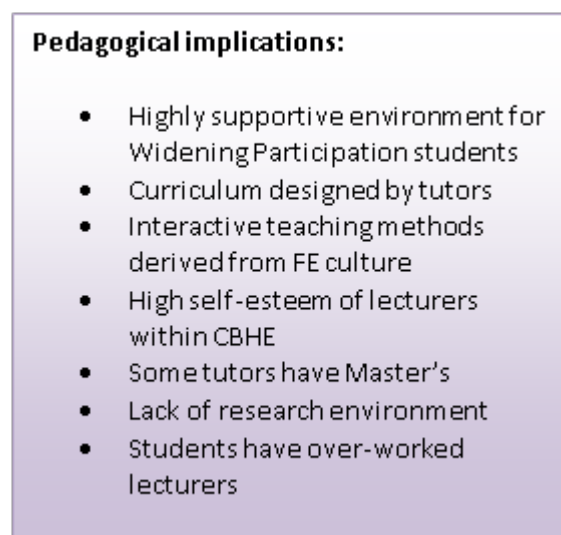 Pedagogical implications:
• Highly supportive environment for
Widening Participation students
• Curriculum designed by tutors
• Interactive teaching methods
derived from FE culture
• High self-esteem of lecturers
within CBHE
• Some tutors have Master's
• Lack of research environment
• Students have over-worked
lecturers